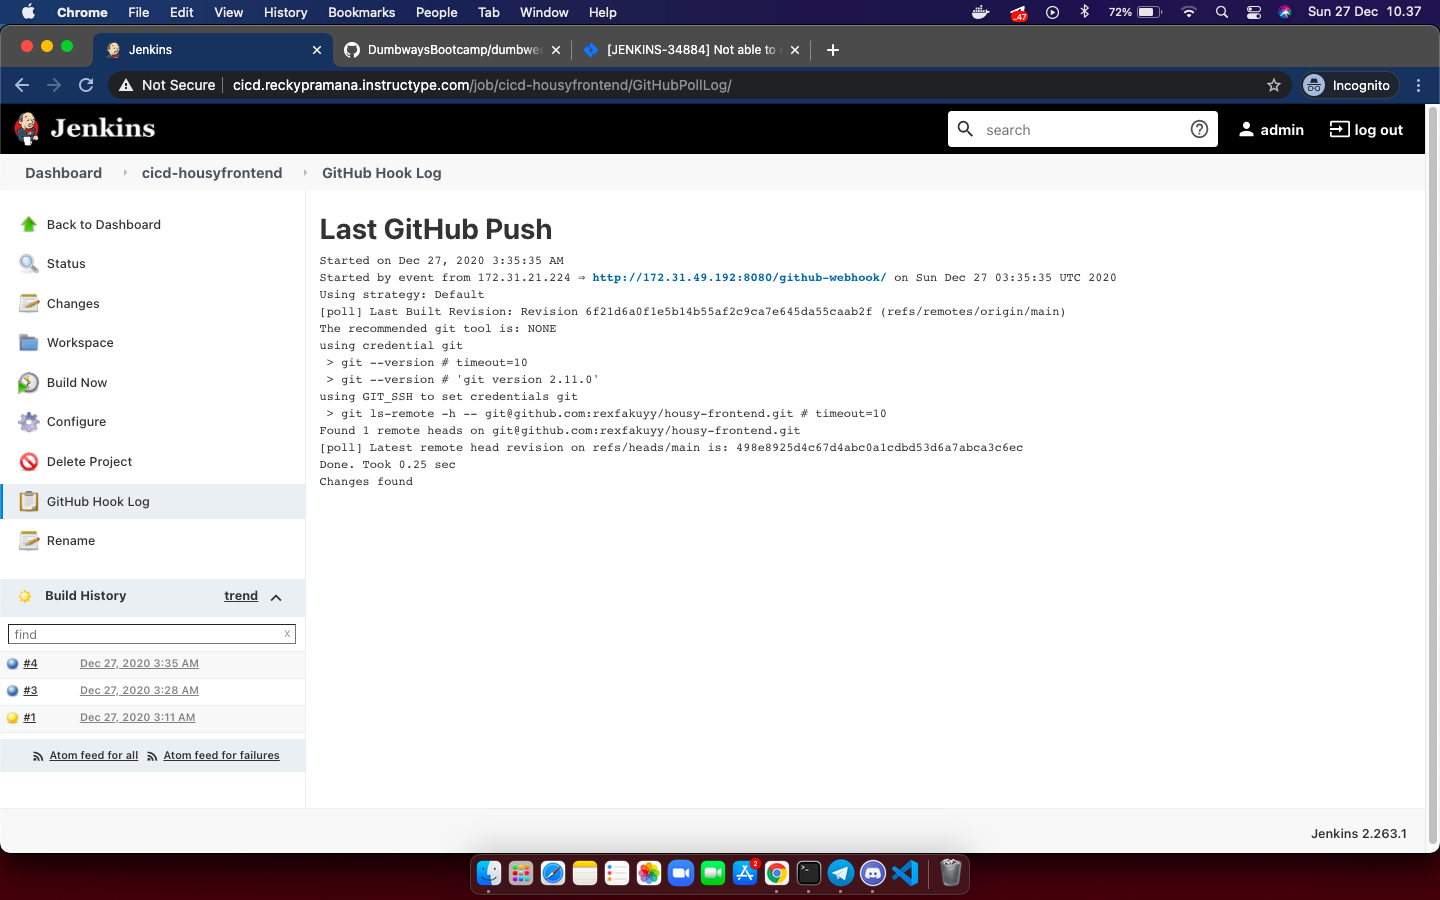 Chrome File Edit View History Bookmarks People Tab Window Help 47 72% Sun 27 Dec 10.37
Jenkins DumbwaysBootcamp/dumbwe [JENKINS-34884] Not able to
Not Secure cicd.reckypramana.instructype.com/job/cicd-housyfrontend/GitHubPollLog/ Incognito
Jenkins search admin log out
Dashboard cicd-housyfrontend GitHub Hook Log
Back to Dashboard
Status
Changes
Workspace
Build Now
Configure
Delete Project
GitHub Hook Log
Rename
Build History trend
find x
#4 Dec 27, 2020 3:35 AM
#3 Dec 27, 2020 3:28 AM
#1 Dec 27, 2020 3:11 AM
Atom feed for all Atom feed for failures
Last GitHub Push
Started on Dec 27, 2020 3:35:35 AM
Started by event from 172.31.21.224 ⇒ http://172.31.49.192:8080/github-webhook/ on Sun Dec 27 03:35:35 UTC 2020
Using strategy: Default
[poll] Last Built Revision: Revision 6f21d6a0f1e5b14b55af2c9ca7e645da55caab2f (refs/remotes/origin/main)
The recommended git tool is: NONE
using credential git
> git --version # timeout=10
> git --version # 'git version 2.11.0'
using GIT_SSH to set credentials git
> git ls-remote -h -- git@github.com:rexfakuyy/housy-frontend.git # timeout=10
Found 1 remote heads on git@github.com:rexfakuyy/housy-frontend.git
[poll] Latest remote head revision on refs/heads/main is: 498e8925d4c67d4abc0a1cdbd53d6a7abca3c6ec
Done. Took 0.25 sec
Changes found
Jenkins 2.263.1
2